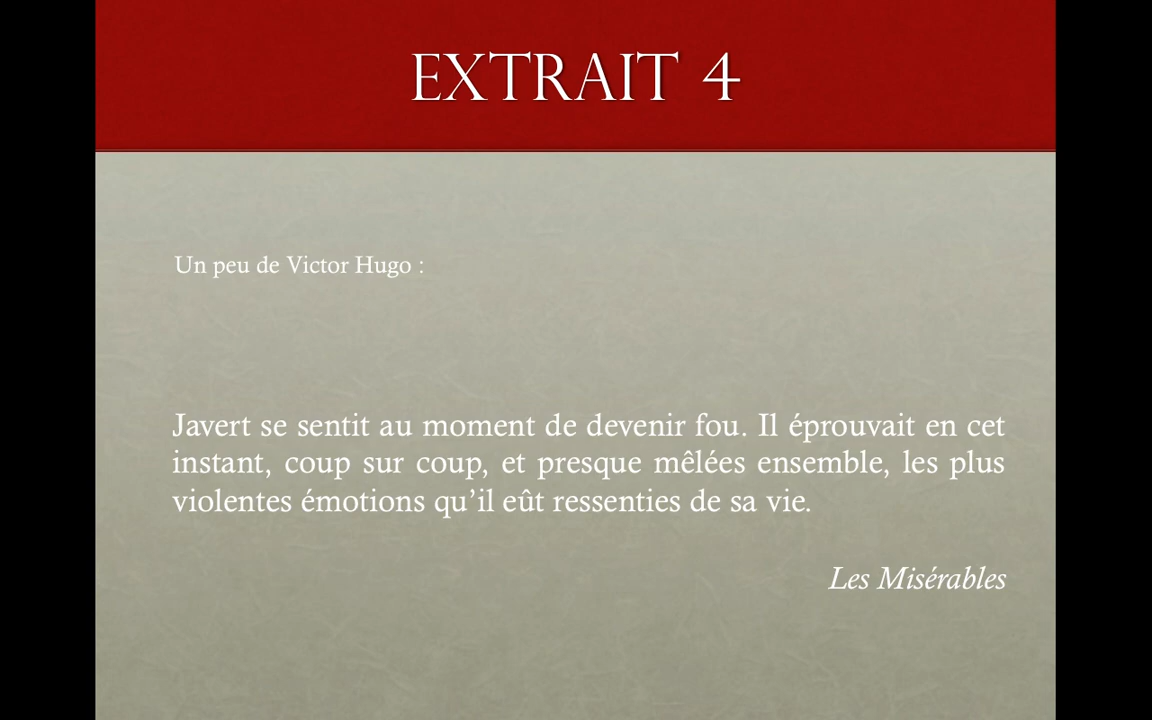 EXTRAIT 4
Un peu de Victor Hugo :
Javert se sentit au moment de devenir fou. Il éprouvait en cet
instant, coup sur coup, et presque mêlées ensemble, les plus
violentes émotions qu’il eût ressenties de sa vie.
Les Misérables